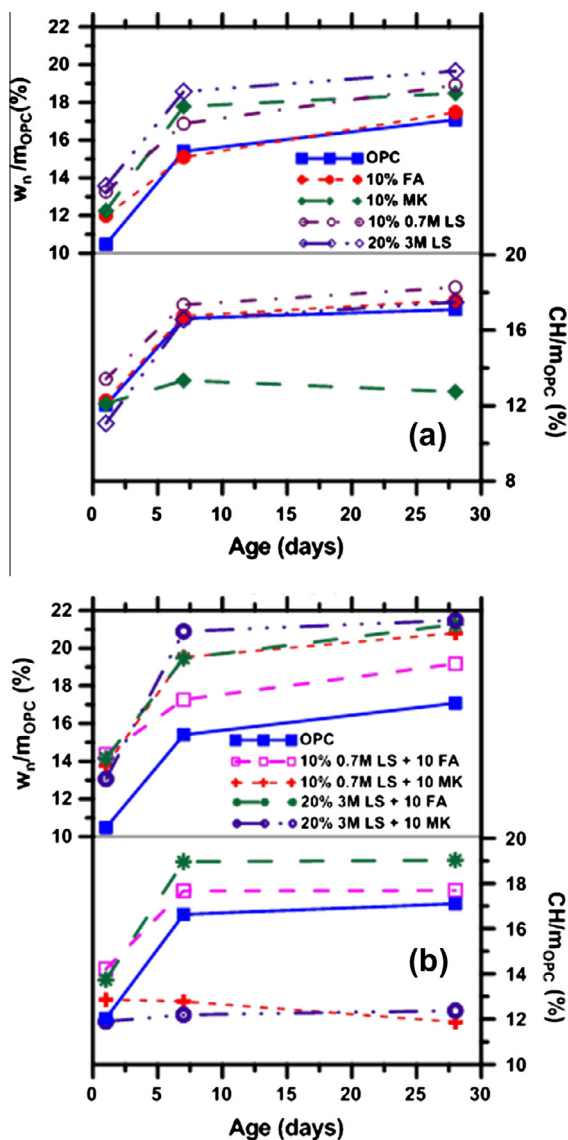 22
20
18
16
14
12
10
wn/mOPC(%)
OPC
10% FA
10% MK
10% 0.7M LS
20% 3M LS
20
16
12
8
CH/mOPC (%)
(a)
0 5 10 15 20 25 30
Age (days)
22
20
18
16
14
12
10
wn/mOPC (%)
OPC
10% 0.7M LS + 10 FA
10% 0.7M LS + 10 MK
20% 3M LS + 10 FA
20% 3M LS + 10 MK
20
18
16
14
12
10
CH/mOPC (%)
(b)
0 5 10 15 20 25 30
Age (days)